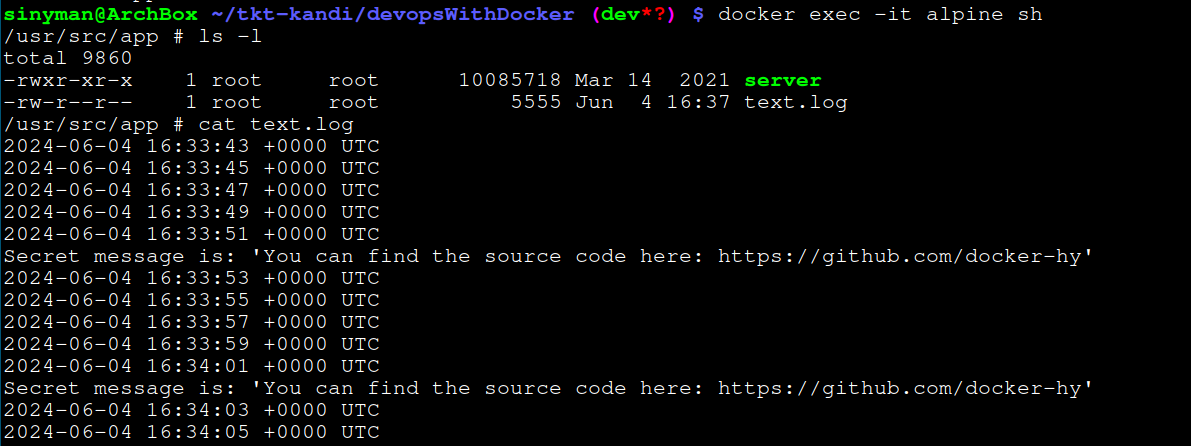 sinyman@ArchBox ~/tkt-kandi/devopsWithDocker (dev*?) $ docker exec -it alpine sh
/usr/src/app # ls -l
total 9860
-rwxr-xr-x    1 root     root      10085718 Mar 14  2021 server
-rw-r--r--    1 root     root          5555 Jun  4 16:37 text.log
/usr/src/app # cat text.log
2024-06-04 16:33:43 +0000 UTC
2024-06-04 16:33:45 +0000 UTC
2024-06-04 16:33:47 +0000 UTC
2024-06-04 16:33:49 +0000 UTC
2024-06-04 16:33:51 +0000 UTC
Secret message is: 'You can find the source code here: https://github.com/docker-hy'
2024-06-04 16:33:53 +0000 UTC
2024-06-04 16:33:55 +0000 UTC
2024-06-04 16:33:57 +0000 UTC
2024-06-04 16:33:59 +0000 UTC
2024-06-04 16:34:01 +0000 UTC
Secret message is: 'You can find the source code here: https://github.com/docker-hy'
2024-06-04 16:34:03 +0000 UTC
2024-06-04 16:34:05 +0000 UTC